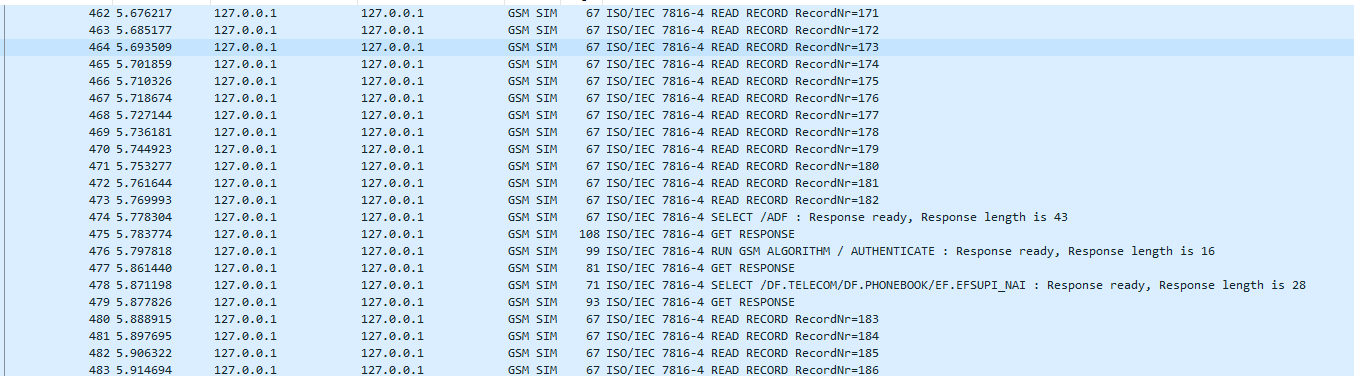 462 5.676217 127.0.0.1 127.0.0.1 GSM SIM 67 ISO/IEC 7816-4 READ RECORD RecordNr=171
463 5.685177 127.0.0.1 127.0.0.1 GSM SIM 67 ISO/IEC 7816-4 READ RECORD RecordNr=172
464 5.693509 127.0.0.1 127.0.0.1 GSM SIM 67 ISO/IEC 7816-4 READ RECORD RecordNr=173
465 5.701859 127.0.0.1 127.0.0.1 GSM SIM 67 ISO/IEC 7816-4 READ RECORD RecordNr=174
466 5.710326 127.0.0.1 127.0.0.1 GSM SIM 67 ISO/IEC 7816-4 READ RECORD RecordNr=175
467 5.718674 127.0.0.1 127.0.0.1 GSM SIM 67 ISO/IEC 7816-4 READ RECORD RecordNr=176
468 5.727144 127.0.0.1 127.0.0.1 GSM SIM 67 ISO/IEC 7816-4 READ RECORD RecordNr=177
469 5.736181 127.0.0.1 127.0.0.1 GSM SIM 67 ISO/IEC 7816-4 READ RECORD RecordNr=178
470 5.744923 127.0.0.1 127.0.0.1 GSM SIM 67 ISO/IEC 7816-4 READ RECORD RecordNr=179
471 5.753277 127.0.0.1 127.0.0.1 GSM SIM 67 ISO/IEC 7816-4 READ RECORD RecordNr=180
472 5.761644 127.0.0.1 127.0.0.1 GSM SIM 67 ISO/IEC 7816-4 READ RECORD RecordNr=181
473 5.769993 127.0.0.1 127.0.0.1 GSM SIM 67 ISO/IEC 7816-4 READ RECORD RecordNr=182
474 5.778304 127.0.0.1 127.0.0.1 GSM SIM 67 ISO/IEC 7816-4 SELECT /ADF : Response ready, Response length is 43
475 5.783774 127.0.0.1 127.0.0.1 GSM SIM 108 ISO/IEC 7816-4 GET RESPONSE
476 5.797818 127.0.0.1 127.0.0.1 GSM SIM 99 ISO/IEC 7816-4 RUN GSM ALGORITHM / AUTHENTICATE : Response ready, Response length is 16
477 5.861440 127.0.0.1 127.0.0.1 GSM SIM 81 ISO/IEC 7816-4 GET RESPONSE
478 5.871198 127.0.0.1 127.0.0.1 GSM SIM 71 ISO/IEC 7816-4 SELECT /DF.TELECOM/DF.PHONEBOOK/EF.EFSUPI_NAI : Response ready, Response length is 28
479 5.877826 127.0.0.1 127.0.0.1 GSM SIM 93 ISO/IEC 7816-4 GET RESPONSE
480 5.888915 127.0.0.1 127.0.0.1 GSM SIM 67 ISO/IEC 7816-4 READ RECORD RecordNr=183
481 5.897695 127.0.0.1 127.0.0.1 GSM SIM 67 ISO/IEC 7816-4 READ RECORD RecordNr=184
482 5.906322 127.0.0.1 127.0.0.1 GSM SIM 67 ISO/IEC 7816-4 READ RECORD RecordNr=185
483 5.914694 127.0.0.1 127.0.0.1 GSM SIM 67 ISO/IEC 7816-4 READ RECORD RecordNr=186